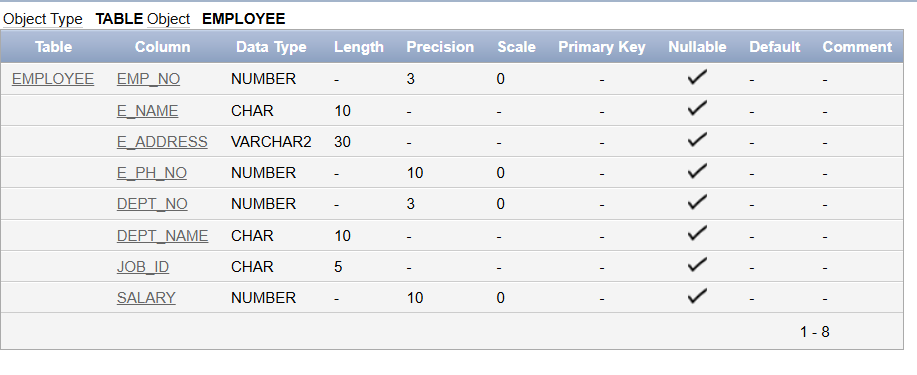 Object Type TABLE Object EMPLOYEE
Table Column Data Type Length Precision Scale Primary Key Nullable Default Comment
EMPLOYEE EMP_NO NUMBER - 3 0 - ✓ - -
E_NAME CHAR 10 - - - ✓ - -
E_ADDRESS VARCHAR2 30 - - - ✓ - -
E_PH_NO NUMBER - 10 0 - ✓ - -
DEPT_NO NUMBER - 3 0 - ✓ - -
DEPT_NAME CHAR 10 - - - ✓ - -
JOB_ID CHAR 5 - - - ✓ - -
SALARY NUMBER - 10 0 - ✓ - -
1 - 8